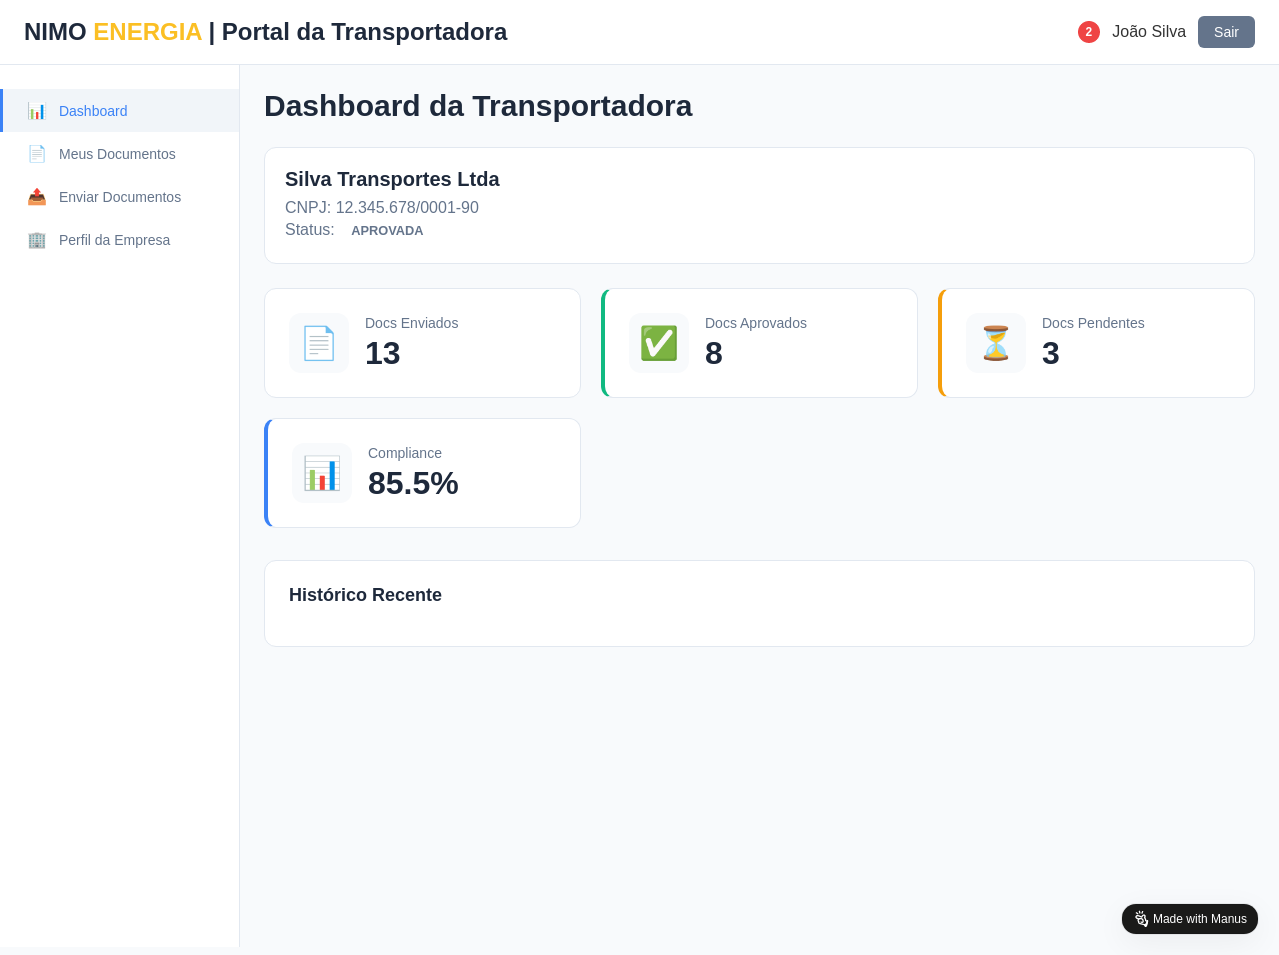 NIMO ENERGIA | Portal da Transportadora
2 João Silva Sair
Dashboard
Meus Documentos
Enviar Documentos
Perfil da Empresa
Dashboard da Transportadora
Silva Transportes Ltda
CNPJ: 12.345.678/0001-90
Status: APROVADA
Docs Enviados
13
Docs Aprovados
8
Docs Pendentes
3
Compliance
85.5%
Histórico Recente
Made with Manus